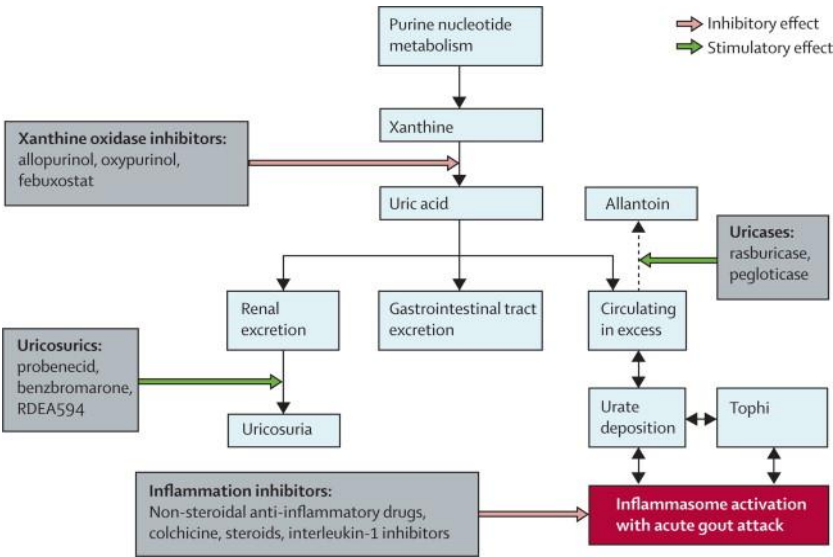 Purine nucleotide
metabolism
Inhibitory effect
Stimulatory effect
Xanthine
Xanthine oxidase inhibitors:
allopurinol, oxypurinol,
febuxostat
Uric acid
Allantoin
Uricases:
rasburicase,
pegloticase
Renal
excretion
Gastrointestinal tract
excretion
Circulating
in excess
Uricosurics:
probenecid,
benzbromarone,
RDEA594
Uricosuria
Urate
deposition
Tophi
Inflammation inhibitors:
Non-steroidal anti-inflammatory drugs,
colchicine, steroids, interleukin-1 inhibitors
Inflammasome activation
with acute gout attack